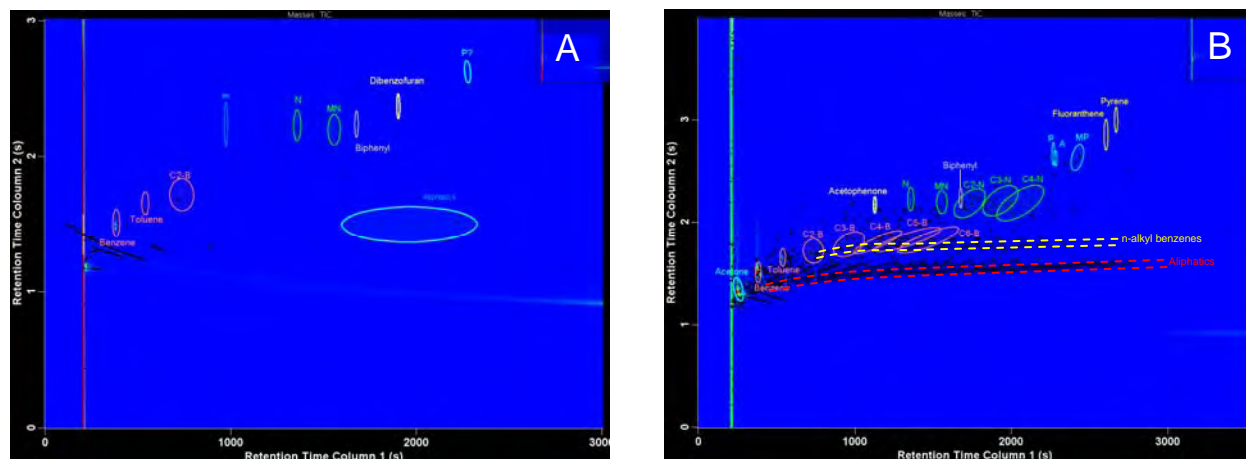 Masses: TIC
A
3
2
1
0
Retention Time Coloumn 2 (s)
P?
Dibenzofuran
N
MN
Biphenyl
C2-B
Toluene
Benzene
0
1000
2000
3000
Retention Time Column 1 (s)
Masses: TIC
B
3
2
1
0
Retention Time Column 2 (s)
Pyrene
Fluoranthene
P
A
MP
Biphenyl
Acetophenone
N
MN
C2-N
C3-N
C4-N
C2-B
C3-B
C4-B
C5-B
C6-B
n-alkyl benzenes
Toluene
Aliphatics
Acetone
Benzene
0
1000
2000
3000
Retention Time Column 1 (s)